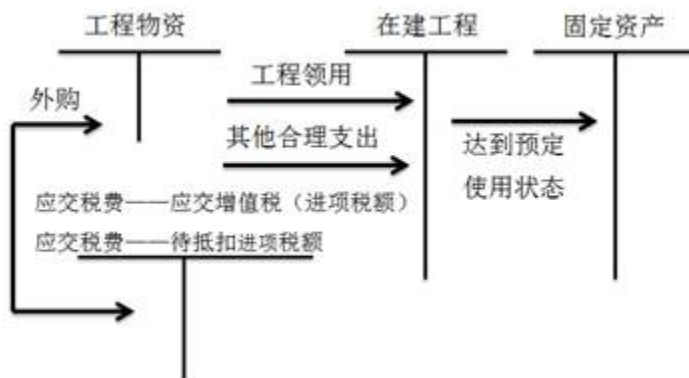 工程物资
在建工程
固定资产
外购
工程领用
其他合理支出
达到预定
使用状态
应交税费——应交增值税（进项税额）
应交税费——待抵扣进项税额